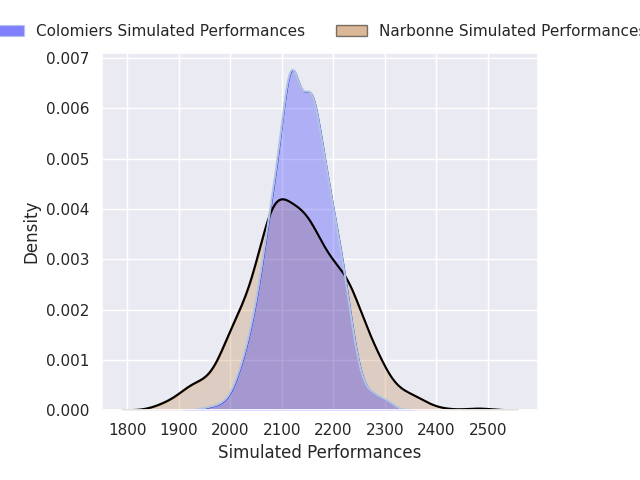 Colomiers Simulated Performances
Narbonne Simulated Performances
0.007
0.006
0.005
0.004
0.003
0.002
0.001
0.000
Density
1800 1900 2000 2100 2200 2300 2400 2500
Simulated Performances